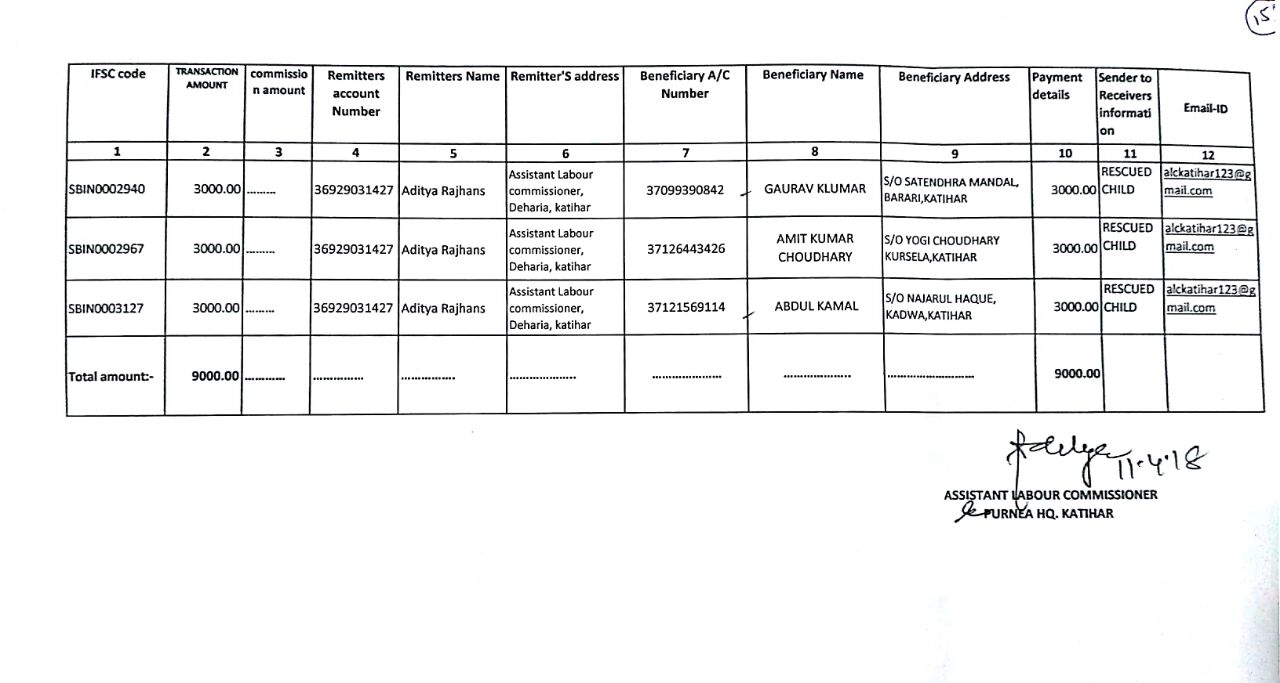 15
IFSC code
TRANSACTION
AMOUNT
commissio
n amount
Remitters
account
Number
Remitters Name
Remitter'S address
Beneficiary A/C
Number
Beneficiary Name
Beneficiary Address
Payment
details
Sender to
Receivers
informati
on
Email-ID
1 2 3 4 5 6 7 8 9 10 11 12
SBIN0002940
3000.00
.........
36929031427
Aditya Rajhans
Assistant Labour
commissioner,
Deharia, katihar
37099390842
GAURAV KLUMAR
S/O SATENDHRA MANDAL,
BARARI,KATIHAR
3000.00
RESCUED
CHILD
alckatihar123@g
mail.com
SBIN0002967
3000.00
.........
36929031427
Aditya Rajhans
Assistant Labour
commissioner,
Deharia, katihar
37126443426
AMIT KUMAR
CHOUDHARY
S/O YOGI CHOUDHARY
KURSELA,KATIHAR
3000.00
RESCUED
CHILD
alckatihar123@g
mail.com
SBIN0003127
3000.00
.........
36929031427
Aditya Rajhans
Assistant Labour
commissioner,
Deharia, katihar
37121569114
ABDUL KAMAL
S/O NAJARUL HAQUE,
KADWA,KATIHAR
3000.00
RESCUED
CHILD
alckatihar123@g
mail.com
Total amount:-
9000.00
............
...............
................
....................
.....................
....................
..........................
9000.00
11.4.18
ASSISTANT LABOUR COMMISSIONER
PURNEA HQ. KATIHAR